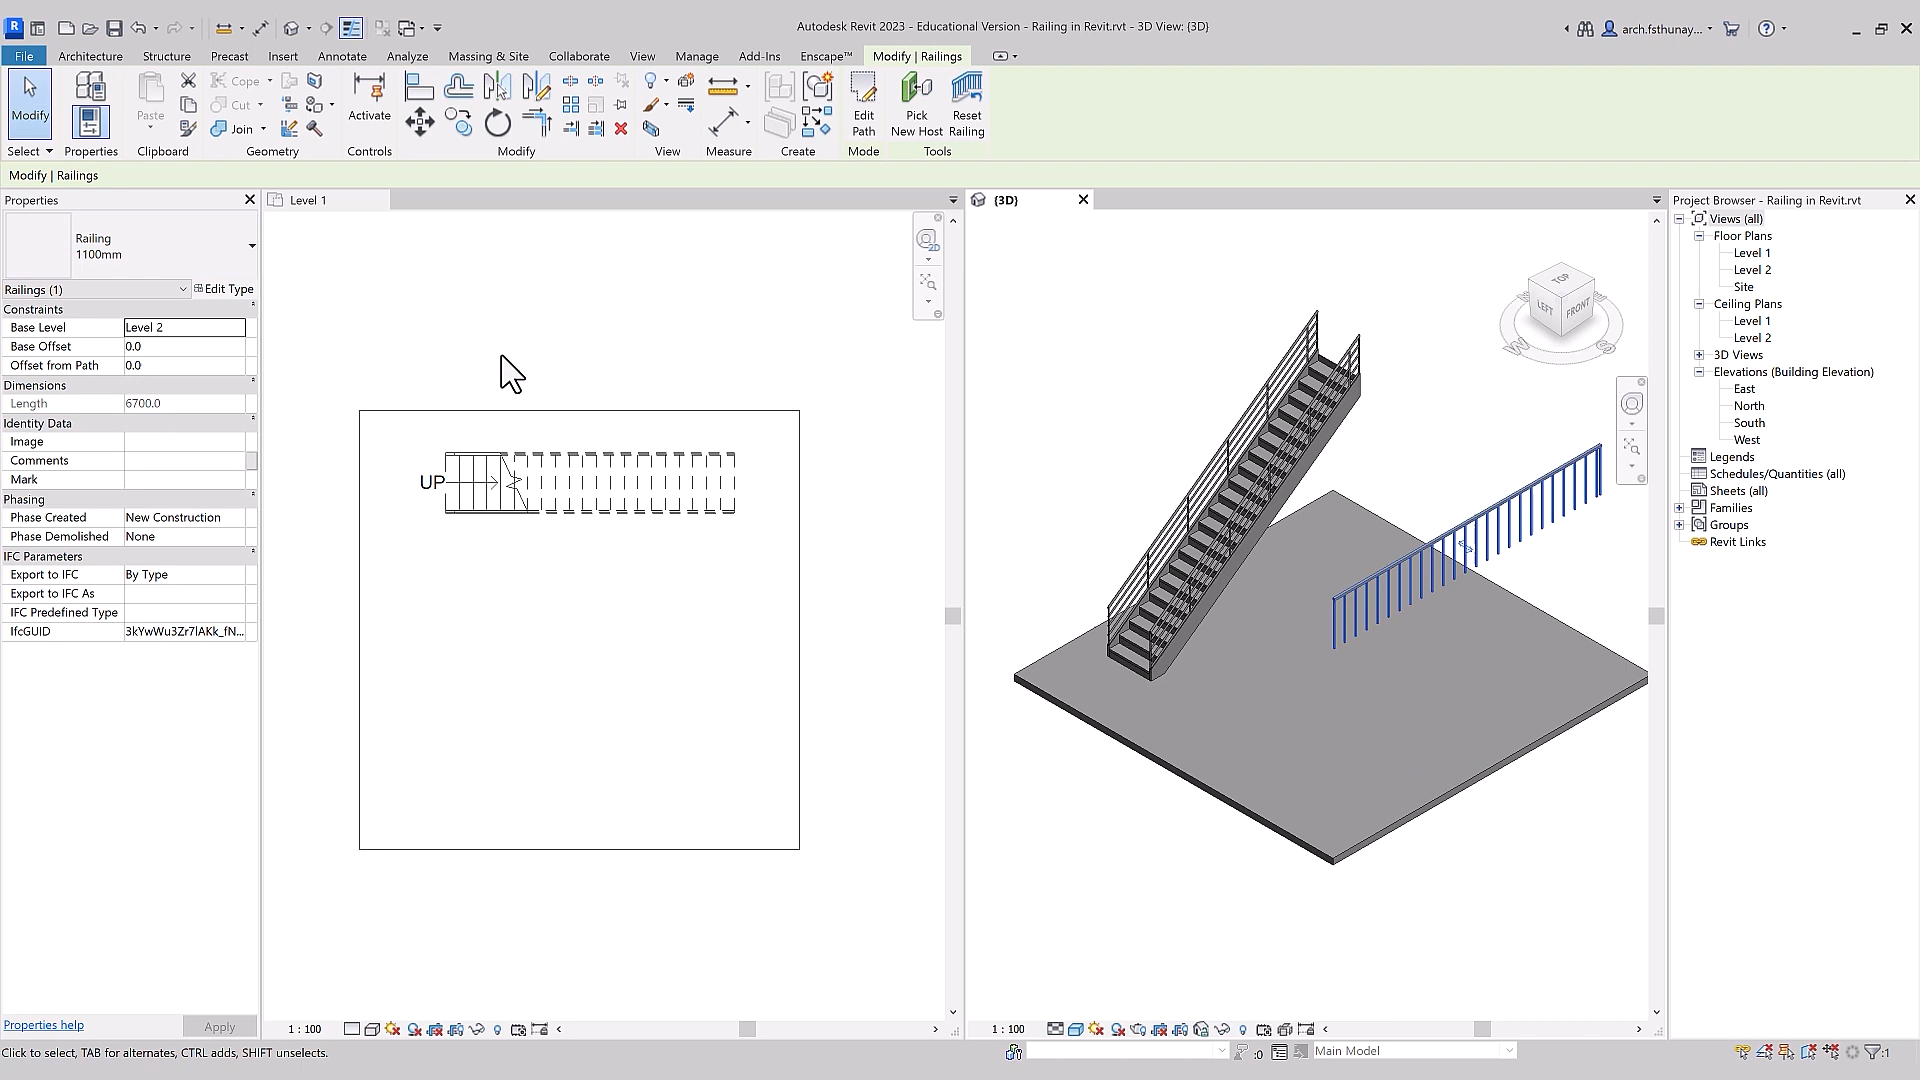 Autodesk Revit 2023 - Educational Version - Railing in Revit.rvt - 3D View: {3D}
arch.fsthunay...
File Architecture Structure Precast Insert Annotate Analyze Massing & Site Collaborate View Manage Add-Ins Enscape™ Modify | Railings
Modify
Paste
Cope
Cut
Join
Activate
Edit Path
Pick New Host
Reset Railing
Select Properties Clipboard Geometry Controls Modify View Measure Create Mode Tools
Modify | Railings
Properties
Railing
1100mm
Railings (1) Edit Type
Constraints
Base Level Level 2
Base Offset 0.0
Offset from Path 0.0
Dimensions
Length 6700.0
Identity Data
Image
Comments
Mark
Phasing
Phase Created New Construction
Phase Demolished None
IFC Parameters
Export to IFC By Type
Export to IFC As
IFC Predefined Type
IfcGUID 3kYwWu3Zr7lAKk_fN...
Properties help Apply
Level 1
2D
UP
1 : 100
{3D}
TOP
LEFT
FRONT
W
S
1 : 100
Project Browser - Railing in Revit.rvt
Views (all)
Floor Plans
Level 1
Level 2
Site
Ceiling Plans
Level 1
Level 2
3D Views
Elevations (Building Elevation)
East
North
South
West
Legends
Schedules/Quantities (all)
Sheets (all)
Families
Groups
Revit Links
Click to select, TAB for alternates, CTRL adds, SHIFT unselects.
:0
Main Model
:1